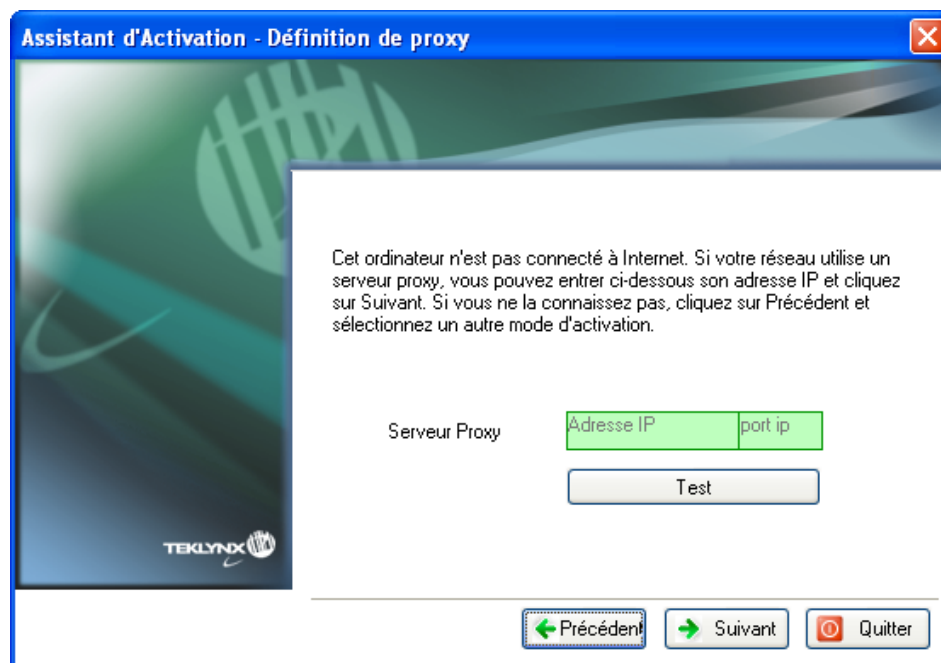 Assistant d'Activation - Définition de proxy
Cet ordinateur n'est pas connecté à Internet. Si votre réseau utilise un
serveur proxy, vous pouvez entrer ci-dessous son adresse IP et cliquez
sur Suivant. Si vous ne la connaissez pas, cliquez sur Précédent et
sélectionnez un autre mode d'activation.
Serveur Proxy Adresse IP port ip
Test
TEKLYNX
Précédent Suivant Quitter